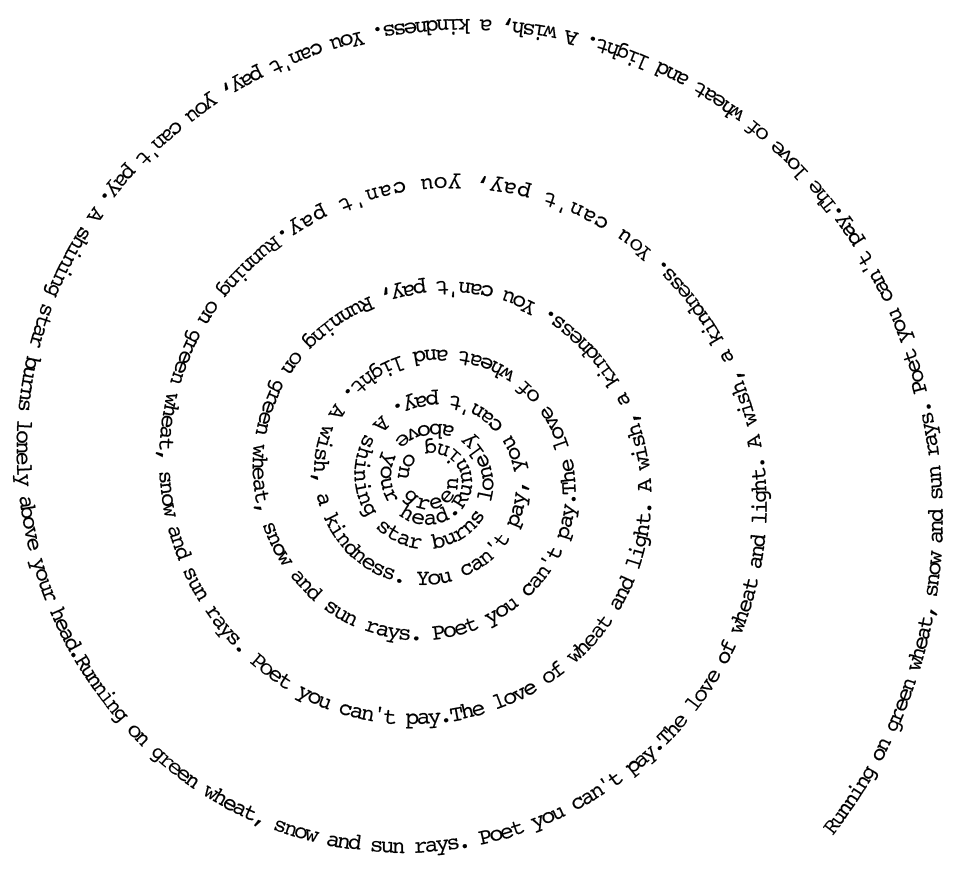 Running on green wheat, snow and sun rays. Poet you can't pay.The love of wheat and light. A wish, a kindness. You can't pay, you can't pay. A shining star burns lonely above your head.Running on green wheat, snow and sun rays. Poet you can't pay.The love of wheat and light. A wish, a kindness. You can't pay, you can't pay.Running on green wheat, snow and sun rays. Poet you can't pay.The love of wheat and light. A wish, a kindness. You can't pay, Running on green wheat, snow and sun rays. Poet you can't pay.The love of wheat and light. A wish, a kindness. You can't pay, you can't pay. A shining star burns lonely above your head.Running on green